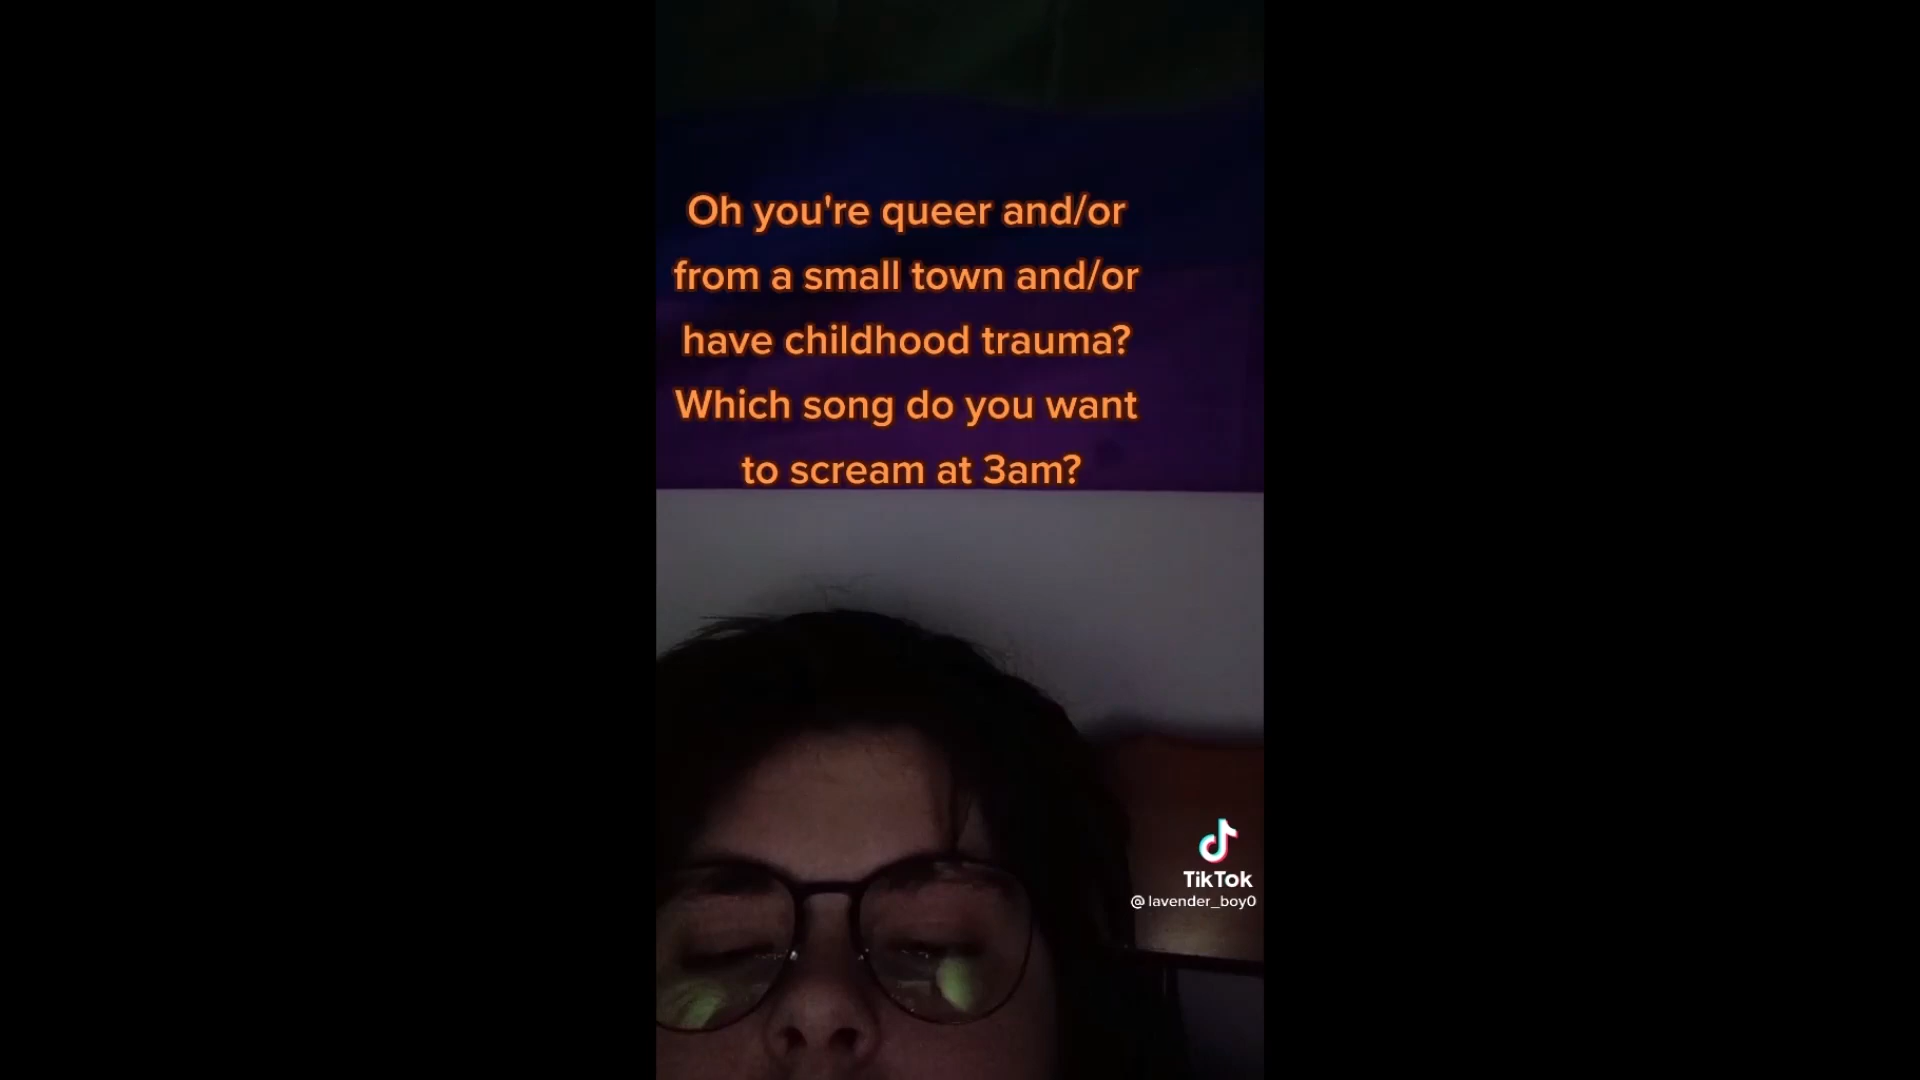 Oh you're queer and/or
from a small town and/or
have childhood trauma?
Which song do you want
to scream at 3am?
TikTok
@lavender_boy0